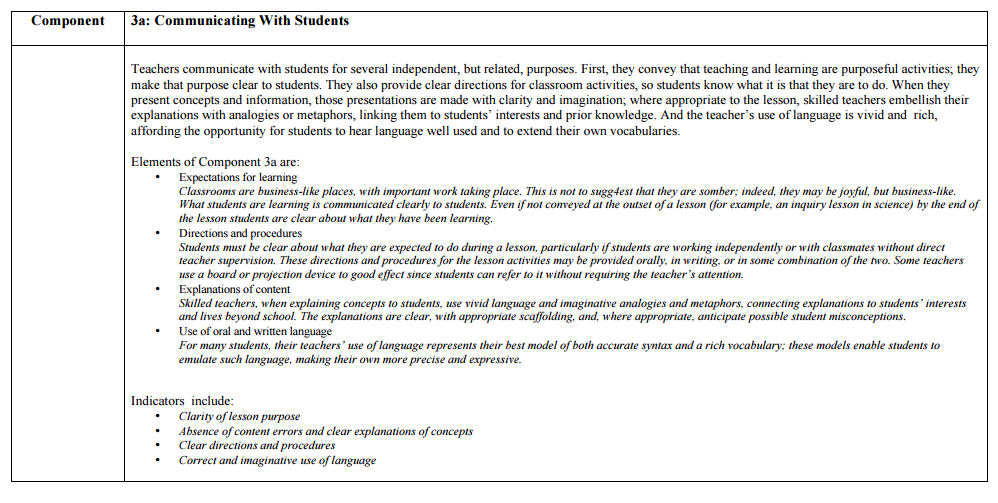 Component
3a: Communicating With Students
Teachers communicate with students for several independent, but related, purposes. First, they convey that teaching and learning are purposeful activities; they
make that purpose clear to students. They also provide clear directions for classroom activities, so students know what it is that they are to do. When they
present concepts and information, those presentations are made with clarity and imagination; where appropriate to the lesson, skilled teachers embellish their
explanations with analogies or metaphors, linking them to students' interests and prior knowledge. And the teacher's use of language is vivid and rich,
affording the opportunity for students to hear language well used and to extend their own vocabularies.
Elements of Component 3a are:
• Expectations for learning
Classrooms are business-like places, with important work taking place. This is not to sugg4est that they are somber; indeed, they may be joyful, but business-like.
What students are learning is communicated clearly to students. Even if not conveyed at the outset of a lesson (for example, an inquiry lesson in science) by the end of
the lesson students are clear about what they have been learning.
• Directions and procedures
Students must be clear about what they are expected to do during a lesson, particularly if students are working independently or with classmates without direct
teacher supervision. These directions and procedures for the lesson activities may be provided orally, in writing, or in some combination of the two. Some teachers
use a board or projection device to good effect since students can refer to it without requiring the teacher's attention.
• Explanations of content
Skilled teachers, when explaining concepts to students, use vivid language and imaginative analogies and metaphors, connecting explanations to students' interests
and lives beyond school. The explanations are clear, with appropriate scaffolding, and, where appropriate, anticipate possible student misconceptions.
• Use of oral and written language
For many students, their teachers' use of language represents their best model of both accurate syntax and a rich vocabulary; these models enable students to
emulate such language, making their own more precise and expressive.
Indicators include:
• Clarity of lesson purpose
• Absence of content errors and clear explanations of concepts
• Clear directions and procedures
• Correct and imaginative use of language